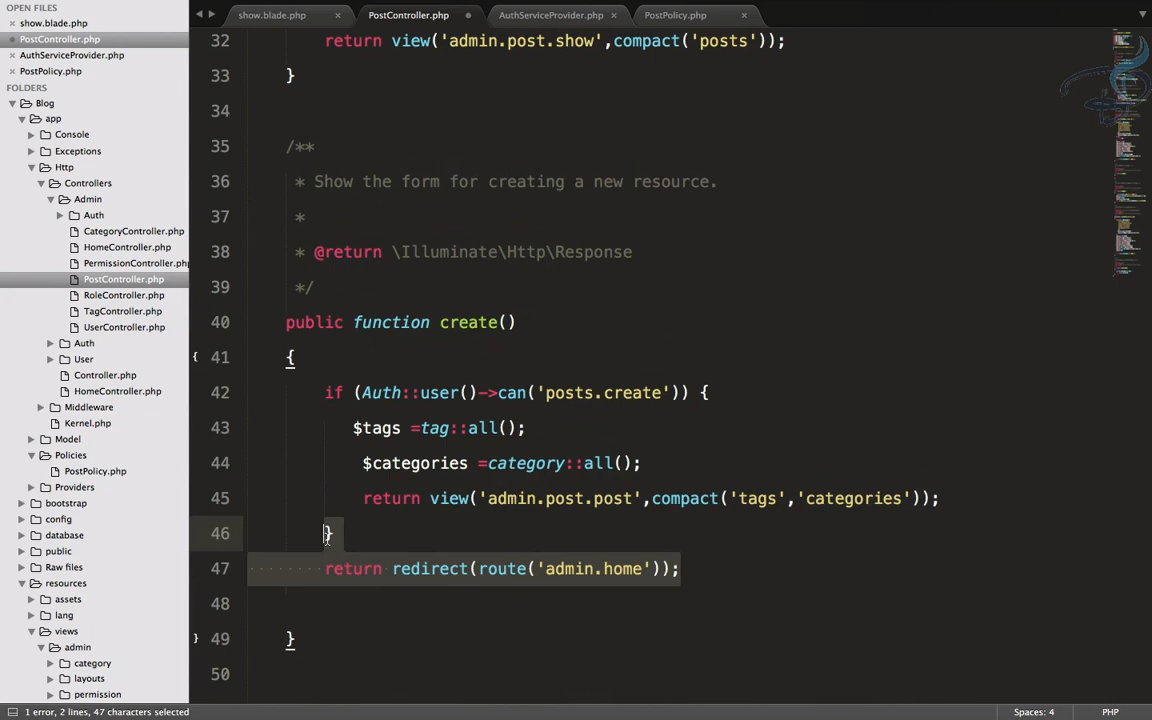 OPEN FILES
show.blade.php
PostController.php
AuthServiceProvider.php
PostPolicy.php
FOLDERS
Blog
app
Console
Exceptions
Http
Controllers
Admin
Auth
CategoryController.php
HomeController.php
PermissionController.php
PostController.php
RoleController.php
TagController.php
UserController.php
Auth
User
Controller.php
HomeController.php
Middleware
Kernel.php
Model
Policies
PostPolicy.php
Providers
bootstrap
config
database
public
Raw files
resources
assets
lang
views
admin
category
layouts
permission
show.blade.php × PostController.php AuthServiceProvider.php × PostPolicy.php ×
32 return view('admin.post.show',compact('posts'));
33 }
34
35 /**
36 * Show the form for creating a new resource.
37 *
38 * @return \Illuminate\Http\Response
39 */
40 public function create()
41 {
42 if (Auth::user()->can('posts.create')) {
43 $tags =tag::all();
44 $categories =category::all();
45 return view('admin.post.post',compact('tags','categories'));
46 }
47 return redirect(route('admin.home'));
48
49 }
50
1 error, 2 lines, 47 characters selected Spaces: 4 PHP